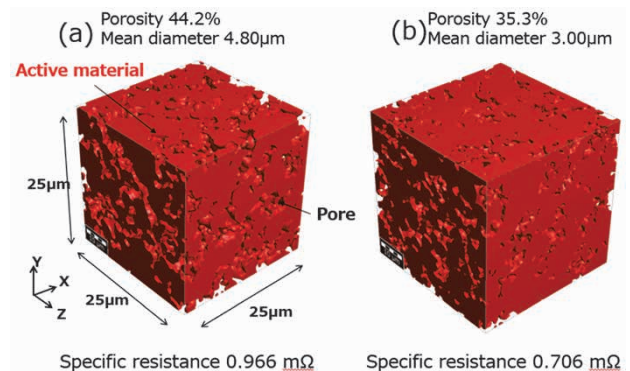 (a)
Porosity 44.2%
Mean diameter 4.80μm
(b)
Porosity 35.3%
Mean diameter 3.00μm
Active material
25μm
Pore
Y
X
Z
25μm
25μm
Specific resistance 0.966 mΩ
Specific resistance 0.706 mΩ